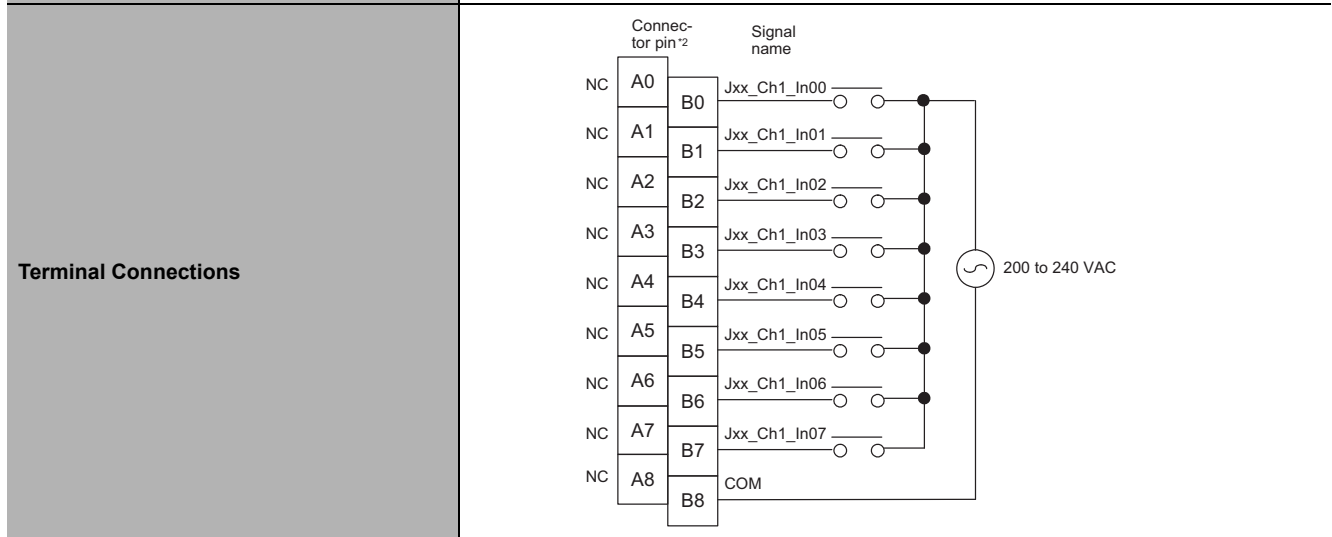 Terminal Connections
Connec-
tor pin*2
Signal
name
NC
A0
B0
Jxx_Ch1_In00
NC
A1
B1
Jxx_Ch1_In01
NC
A2
B2
Jxx_Ch1_In02
NC
A3
B3
Jxx_Ch1_In03
NC
A4
B4
Jxx_Ch1_In04
NC
A5
B5
Jxx_Ch1_In05
NC
A6
B6
Jxx_Ch1_In06
NC
A7
B7
Jxx_Ch1_In07
NC
A8
B8
COM
200 to 240 VAC